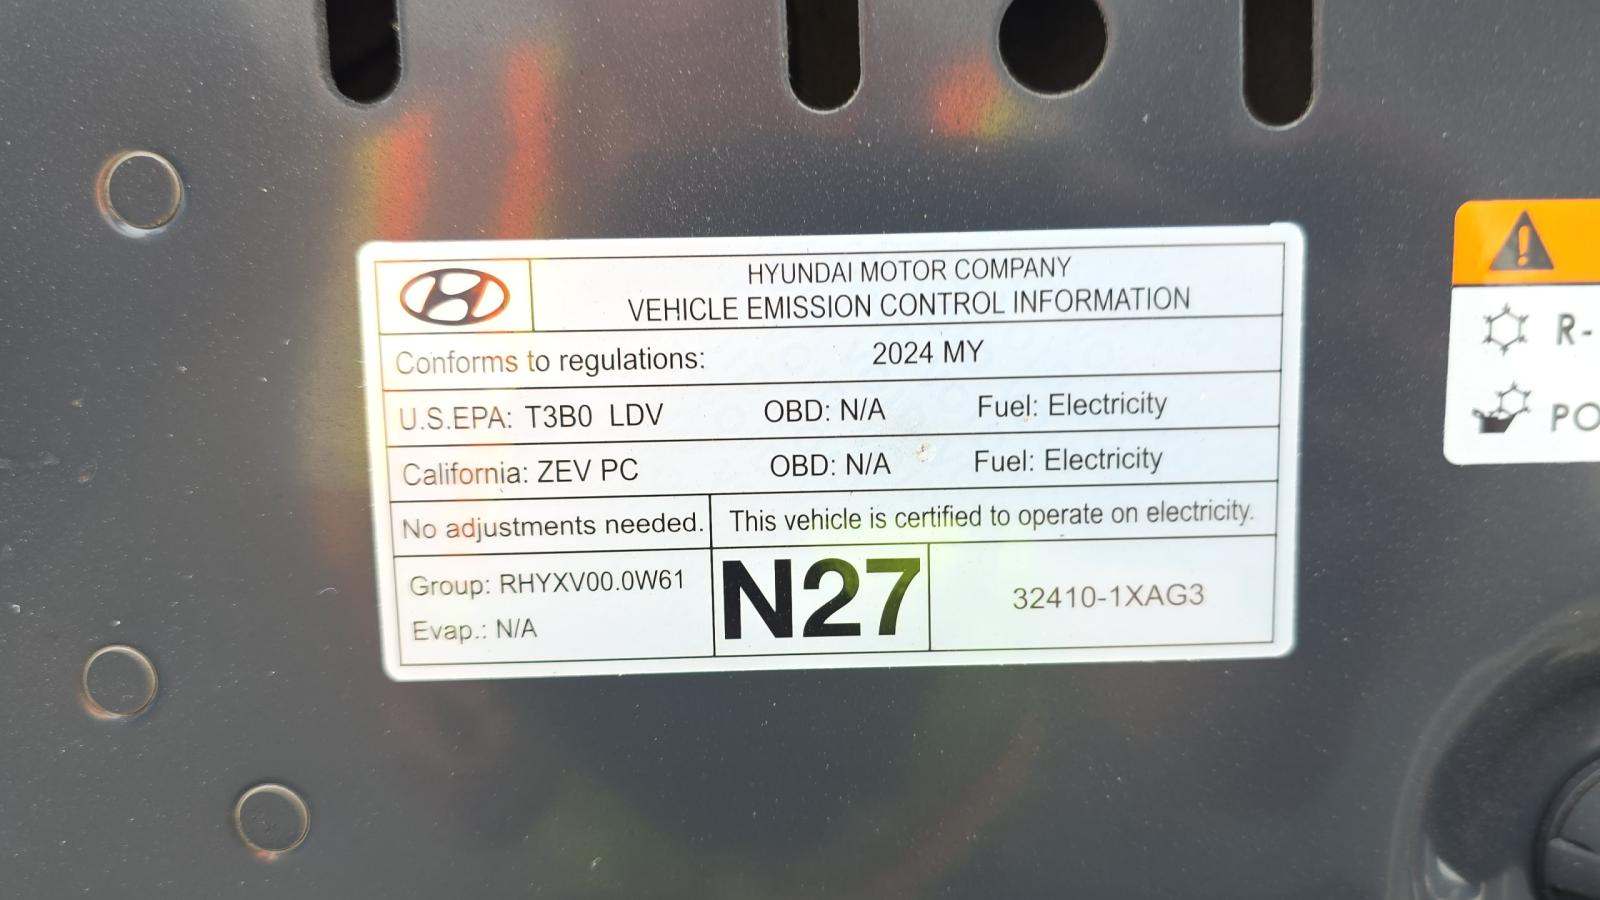 HYUNDAI MOTOR COMPANY
VEHICLE EMISSION CONTROL INFORMATION
Conforms to regulations: 2024 MY
U.S.EPA: T3B0 LDV OBD: N/A Fuel: Electricity
California: ZEV PC OBD: N/A Fuel: Electricity
No adjustments needed. This vehicle is certified to operate on electricity.
Group: RHYXV00.0W61
Evap.: N/A
N27
32410-1XAG3
R-
PO